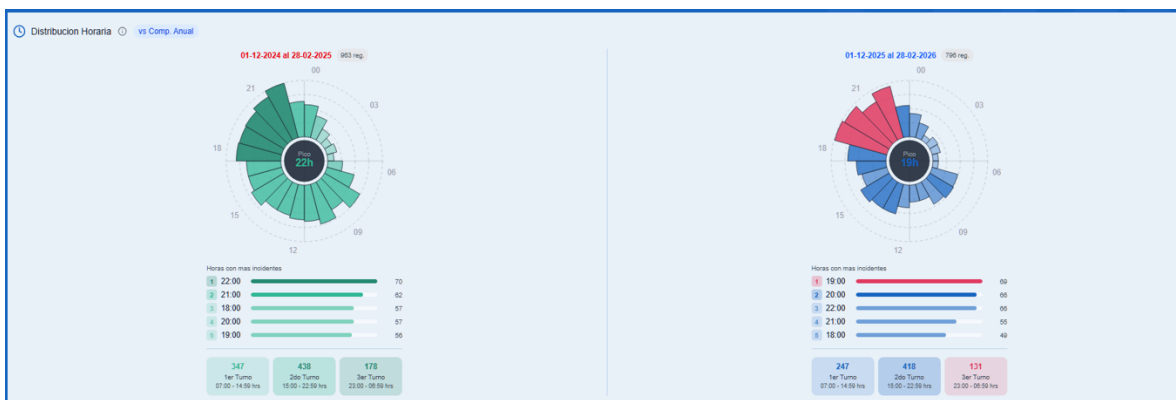 Distribucion Horaria vs Comp. Anual
01-12-2024 al 28-02-2025 963 reg.
00
21
03
Pico
22h
18
06
15
09
12
Horas con mas incidentes
1 22:00 70
2 21:00 62
3 18:00 57
4 20:00 57
5 19:00 56
347
1er Turno
07:00 - 14:59 hrs
438
2do Turno
15:00 - 22:59 hrs
178
3er Turno
23:00 - 06:59 hrs
01-12-2025 al 28-02-2026 796 reg.
00
21
03
Pico
19h
18
06
15
09
12
Horas con mas incidentes
1 19:00 69
2 20:00 66
3 22:00 66
4 21:00 55
5 18:00 49
247
1er Turno
07:00 - 14:59 hrs
418
2do Turno
15:00 - 22:59 hrs
131
3er Turno
23:00 - 06:59 hrs